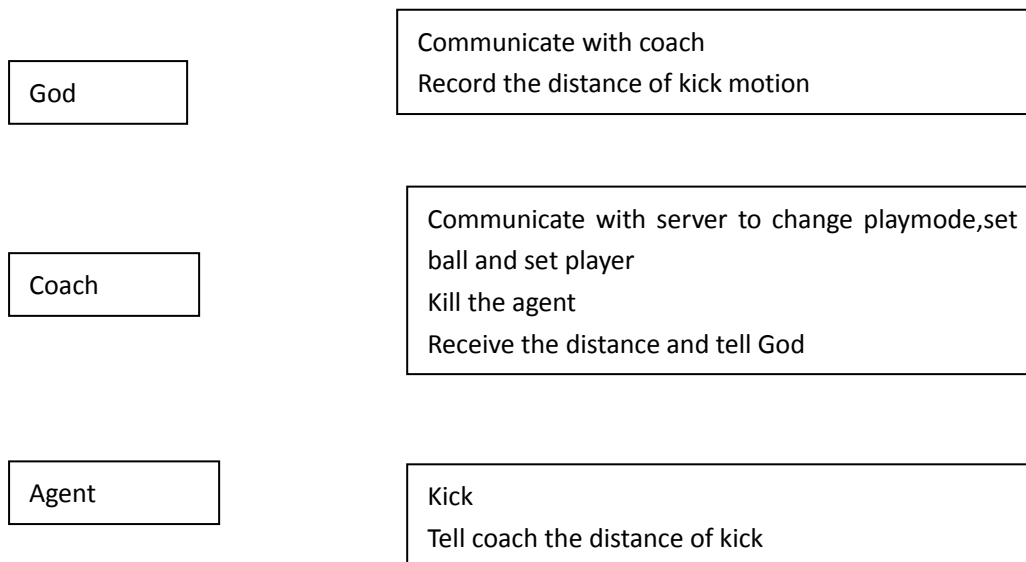 God
Communicate with coach
Record the distance of kick motion
Coach
Communicate with server to change playmode,set
ball and set player
Kill the agent
Receive the distance and tell God
Agent
Kick
Tell coach the distance of kick